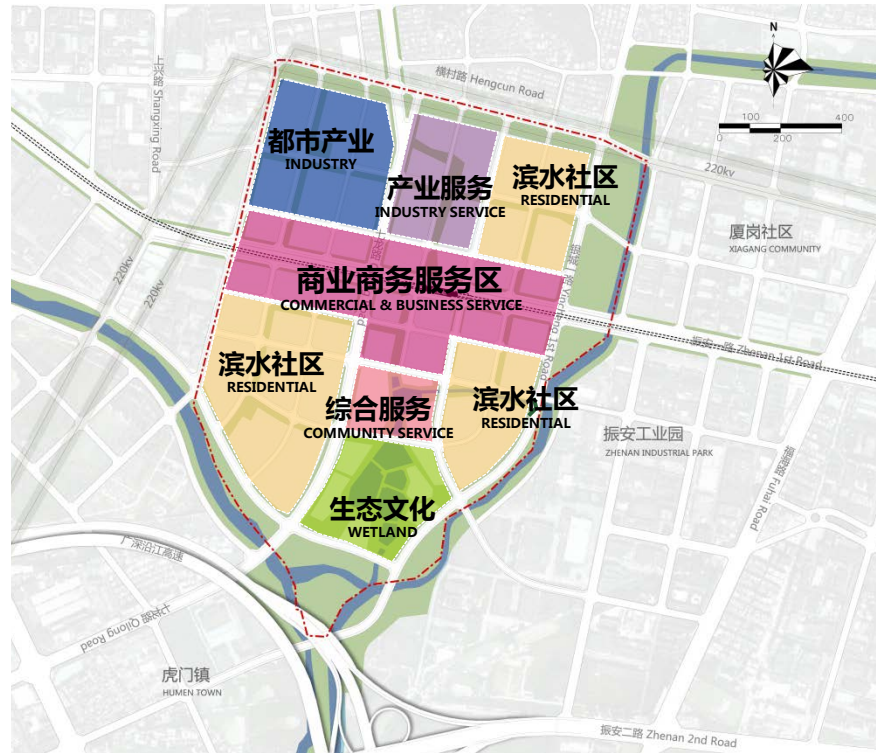 N
横村路 Hengcun Road
上兴路 Shangxing Road
100
400
200
220kv
都市产业
INDUSTRY
产业服务
INDUSTRY SERVICE
滨水社区
RESIDENTIAL
厦岗社区
XIAGANG COMMUNITY
220kv
220kv
商业商务服务区
COMMERCIAL & BUSINESS SERVICE
1st Road
振安一路 Zhenan 1st Road
滨水社区
RESIDENTIAL
滨水社区
RESIDENTIAL
综合服务
COMMUNITY SERVICE
振安工业园
ZHENAN INDUSTRIAL PARK
Fuhai Road
生态文化
WETLAND
广深沿江高速
Qilong Road
虎门镇
HUMEN TOWN
振安二路 Zhenan 2nd Road